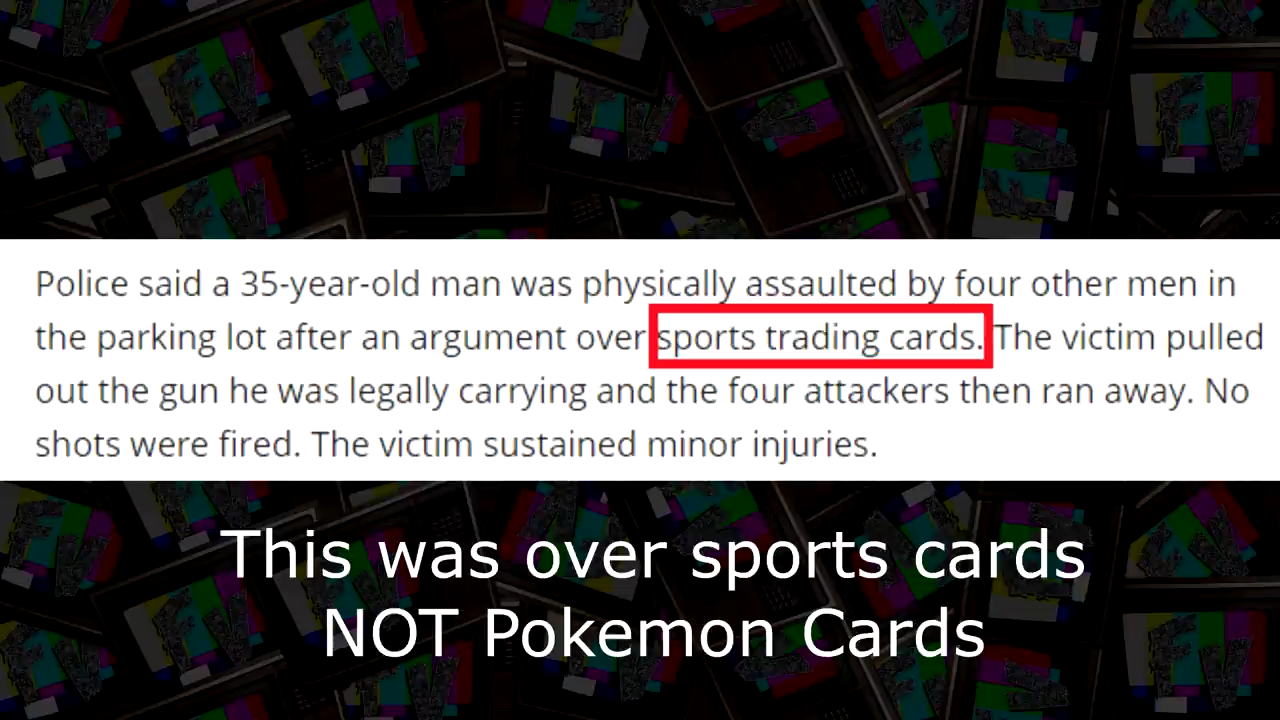 Police said a 35-year-old man was physically assaulted by four other men in
the parking lot after an argument over sports trading cards. The victim pulled
out the gun he was legally carrying and the four attackers then ran away. No
shots were fired. The victim sustained minor injuries.
This was over sports cards
NOT Pokemon Cards